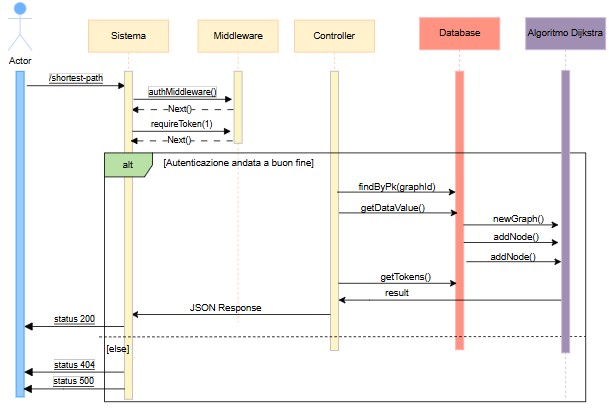 Sistema
Middleware
Controller
Database
Algoritmo Dijkstra
Actor
/shortest-path
authMiddleware()
Next()
requireToken(1)
Next()
alt
[Autenticazione andata a buon fine]
findByPk(graphId)
getDataValue()
newGraph()
addNode()
addNode()
getTokens()
result
JSON Response
status 200
[else]
status 404
status 500